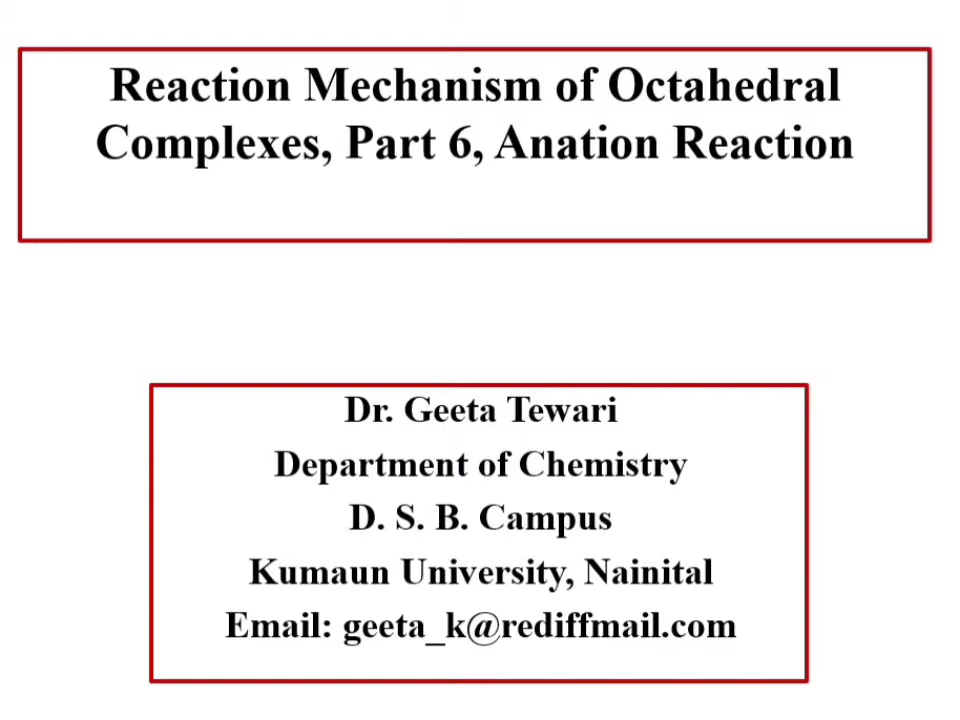 Reaction Mechanism of Octahedral
Complexes, Part 6, Anation Reaction
Dr. Geeta Tewari
Department of Chemistry
D. S. B. Campus
Kumaun University, Nainital
Email: geeta_k@rediffmail.com